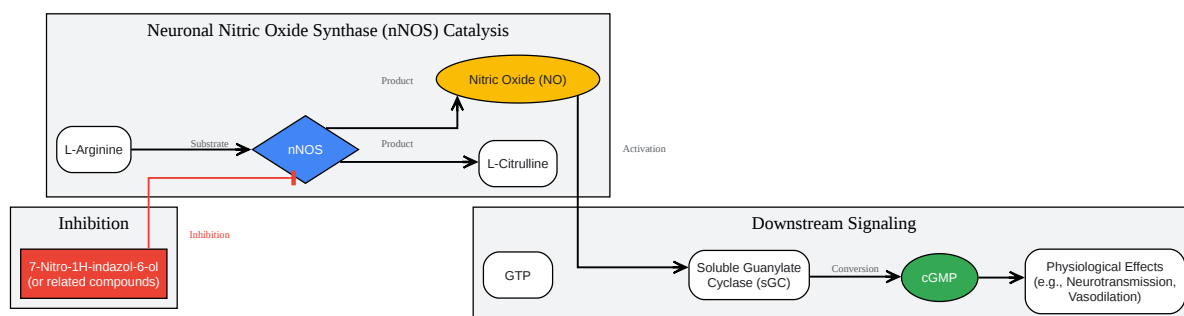 Neuronal Nitric Oxide Synthase (nNOS) Catalysis
Product
Nitric Oxide (NO)
L-Arginine
Substrate
nNOS
Product
L-Citrulline
Activation
Inhibition
Inhibition
7-Nitro-1H-indazol-6-ol
(or related compounds)
Downstream Signaling
GTP
Soluble Guanylate
Cyclase (sGC)
Conversion
cGMP
Physiological Effects
(e.g., Neurotransmission,
Vasodilation)